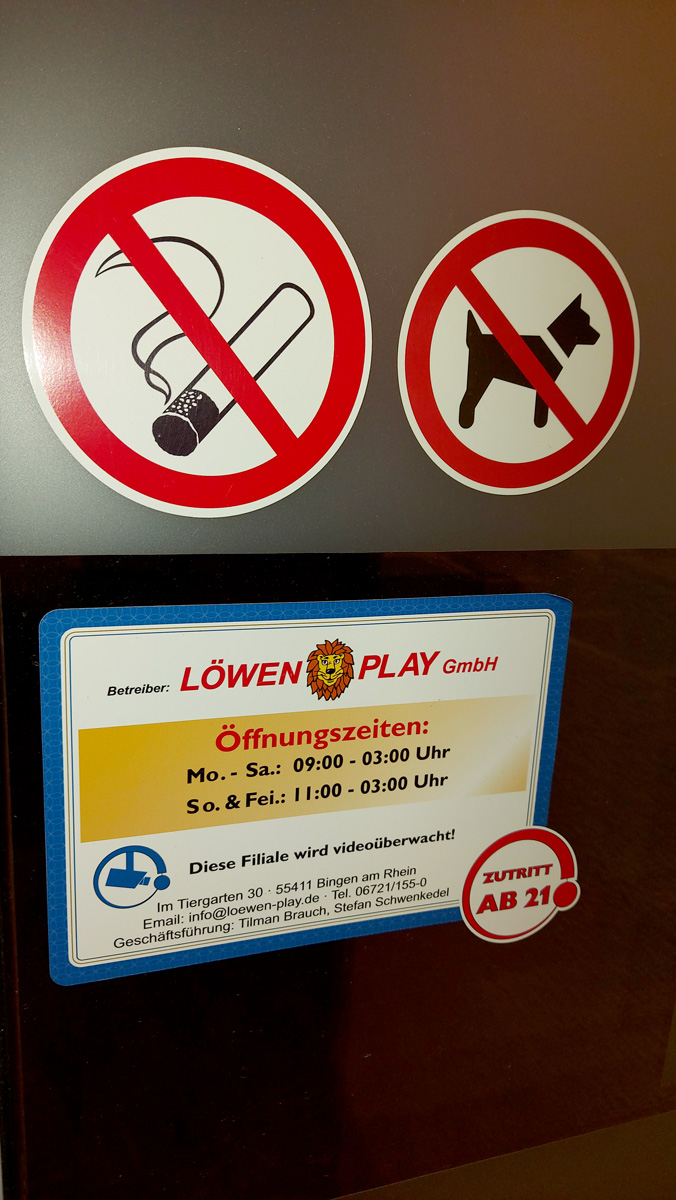 Betreiber: LÖWEN PLAY GmbH
Öffnungszeiten:
Mo. - Sa.: 09:00 - 03:00 Uhr
So. & Fei.: 11:00 - 03:00 Uhr
Diese Filiale wird videoüberwacht!
Im Tiergarten 30 · 55411 Bingen am Rhein
Email: info@loewen-play.de · Tel. 06721/155-0
Geschäftsführung: Tilman Brauch, Stefan Schwenkedel
ZUTRITT
AB 21